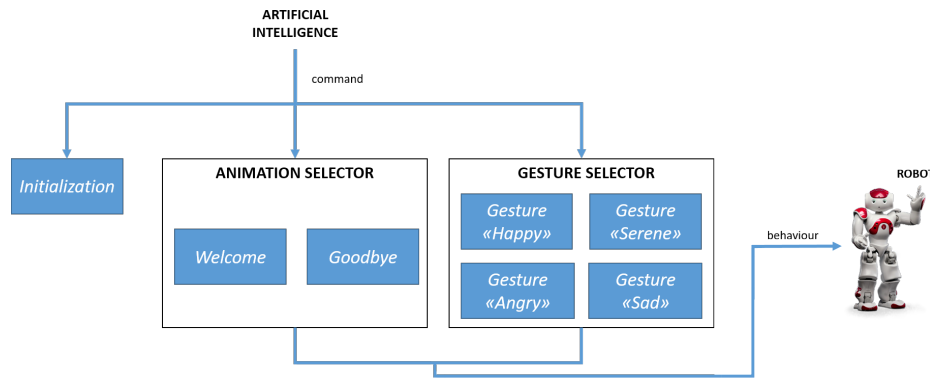 ARTIFICIAL
INTELLIGENCE
command
Initialization
ANIMATION SELECTOR
Welcome
Goodbye
GESTURE SELECTOR
Gesture
«Happy»
Gesture
«Serene»
Gesture
«Angry»
Gesture
«Sad»
behaviour
ROBOT